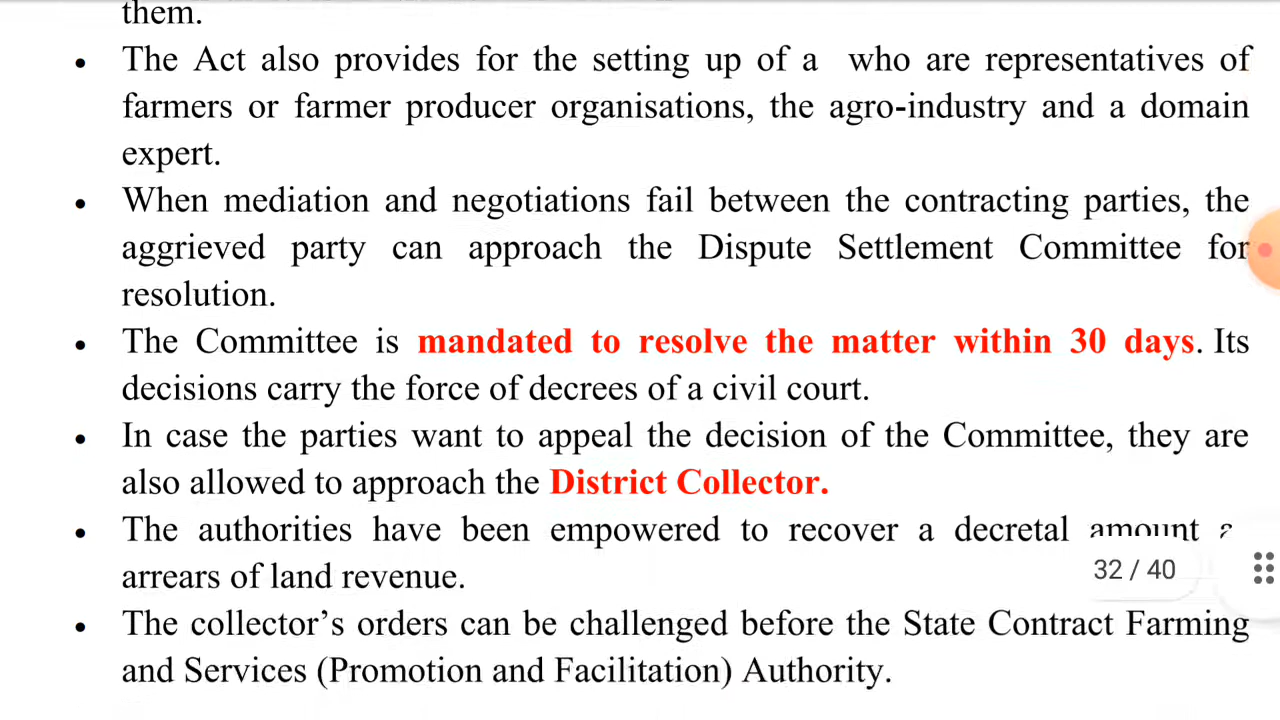 them.
• The Act also provides for the setting up of a who are representatives of
farmers or farmer producer organisations, the agro-industry and a domain
expert.
• When mediation and negotiations fail between the contracting parties, the
aggrieved party can approach the Dispute Settlement Committee for
resolution.
• The Committee is mandated to resolve the matter within 30 days. Its
decisions carry the force of decrees of a civil court.
• In case the parties want to appeal the decision of the Committee, they are
also allowed to approach the District Collector.
• The authorities have been empowered to recover a decretal amount
arrears of land revenue.
32 / 40
• The collector’s orders can be challenged before the State Contract Farming
and Services (Promotion and Facilitation) Authority.